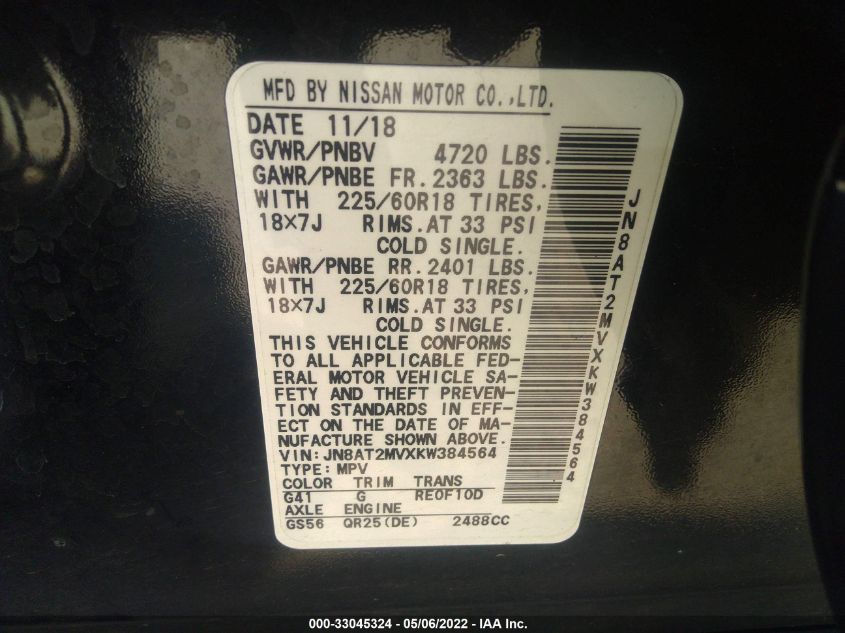 MFD BY NISSAN MOTOR CO.,LTD.
DATE 11/18
GVWR/PNBV 4720 LBS.
GAWR/PNBE FR. 2363 LBS.
WITH 225/60R18 TIRES,
18×7J RIMS.AT 33 PSI
COLD SINGLE.
GAWR/PNBE RR. 2401 LBS.
WITH 225/60R18 TIRES,
18×7J RIMS.AT 33 PSI
COLD SINGLE.
THIS VEHICLE CONFORMS
TO ALL APPLICABLE FED-
ERAL MOTOR VEHICLE SA-
FETY AND THEFT PREVEN-
TION STANDARDS IN EFF-
ECT ON THE DATE OF MA-
NUFACTURE SHOWN ABOVE.
VIN: JN8AT2MVXKW384564
TYPE: MPV
COLOR TRIM TRANS
G41 G RE0F10D
AXLE ENGINE
GS56 QR25(DE) 2488CC
JN8AT2MVXKW384564
000-33045324 - 05/06/2022 - IAA Inc.